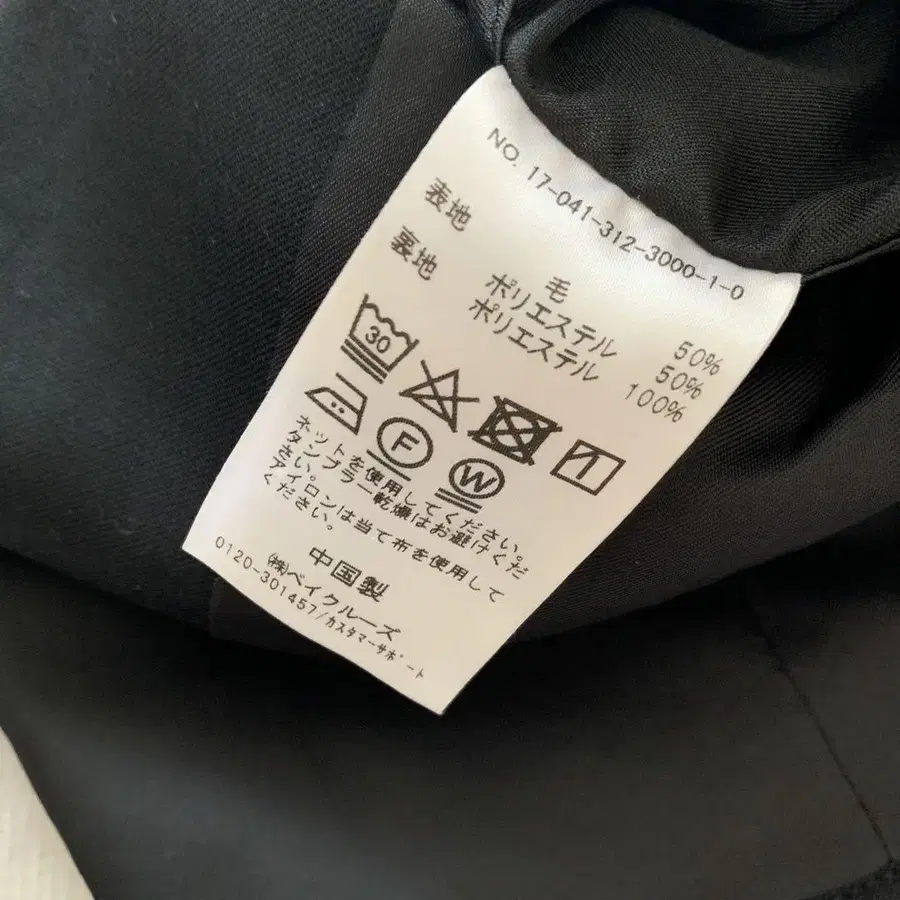 NO. 17-041-312-3000-1-0
表地 毛 50%
ポリエステル 50%
裏地 ポリエステル 100%
30
F
W
ネットを使用してください。
タンブラー乾燥はお避けくだ
さい。
アイロンは当て布を使用して
ください。
中国製
(株)ベイクルーズ
0120-301457/カスタマーサポート